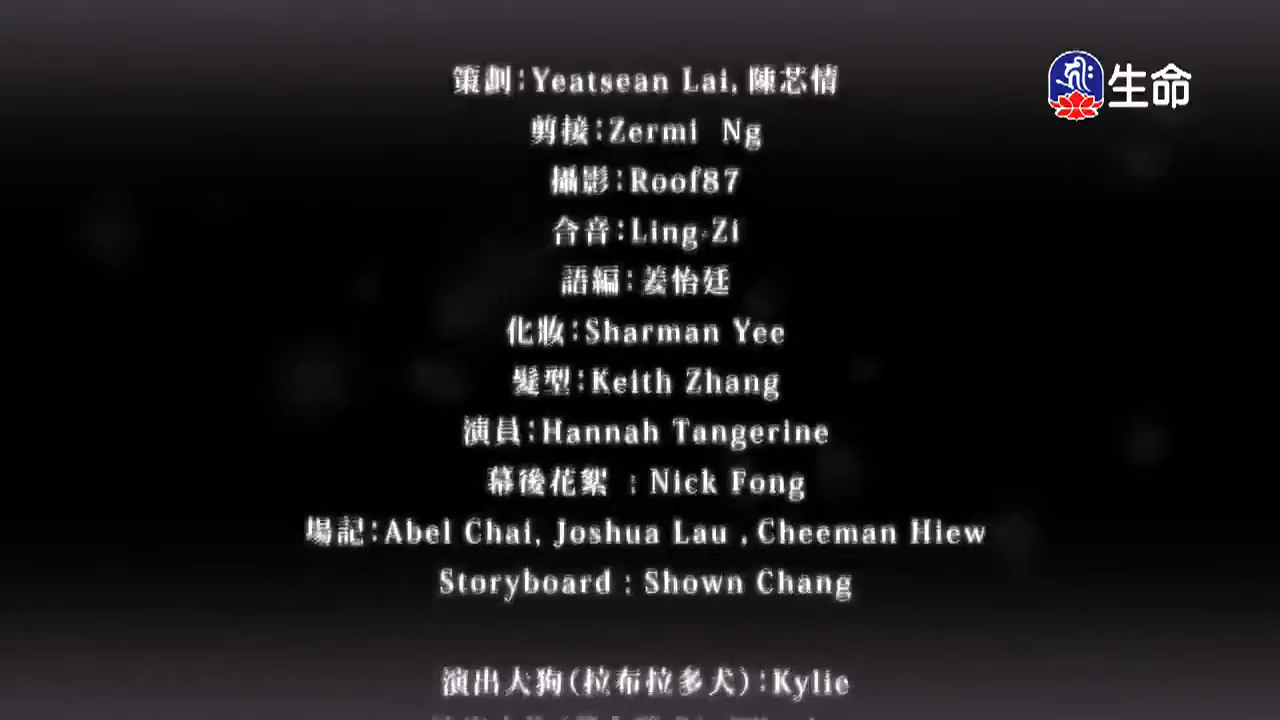 生命
策劃：Yeatsean Lai, 陳芯情
剪接：Zermi Ng
攝影：Roof87
合音：Ling Zi
語編：姜怡廷
化妝：Sharman Yee
髮型：Keith Zhang
演員：Hannah Tangerine
幕後花絮 : Nick Fong
場記：Abel Chai, Joshua Lau , Cheeman Hiew
Storyboard : Shown Chang
演出大狗（拉布拉多犬）：Kylie